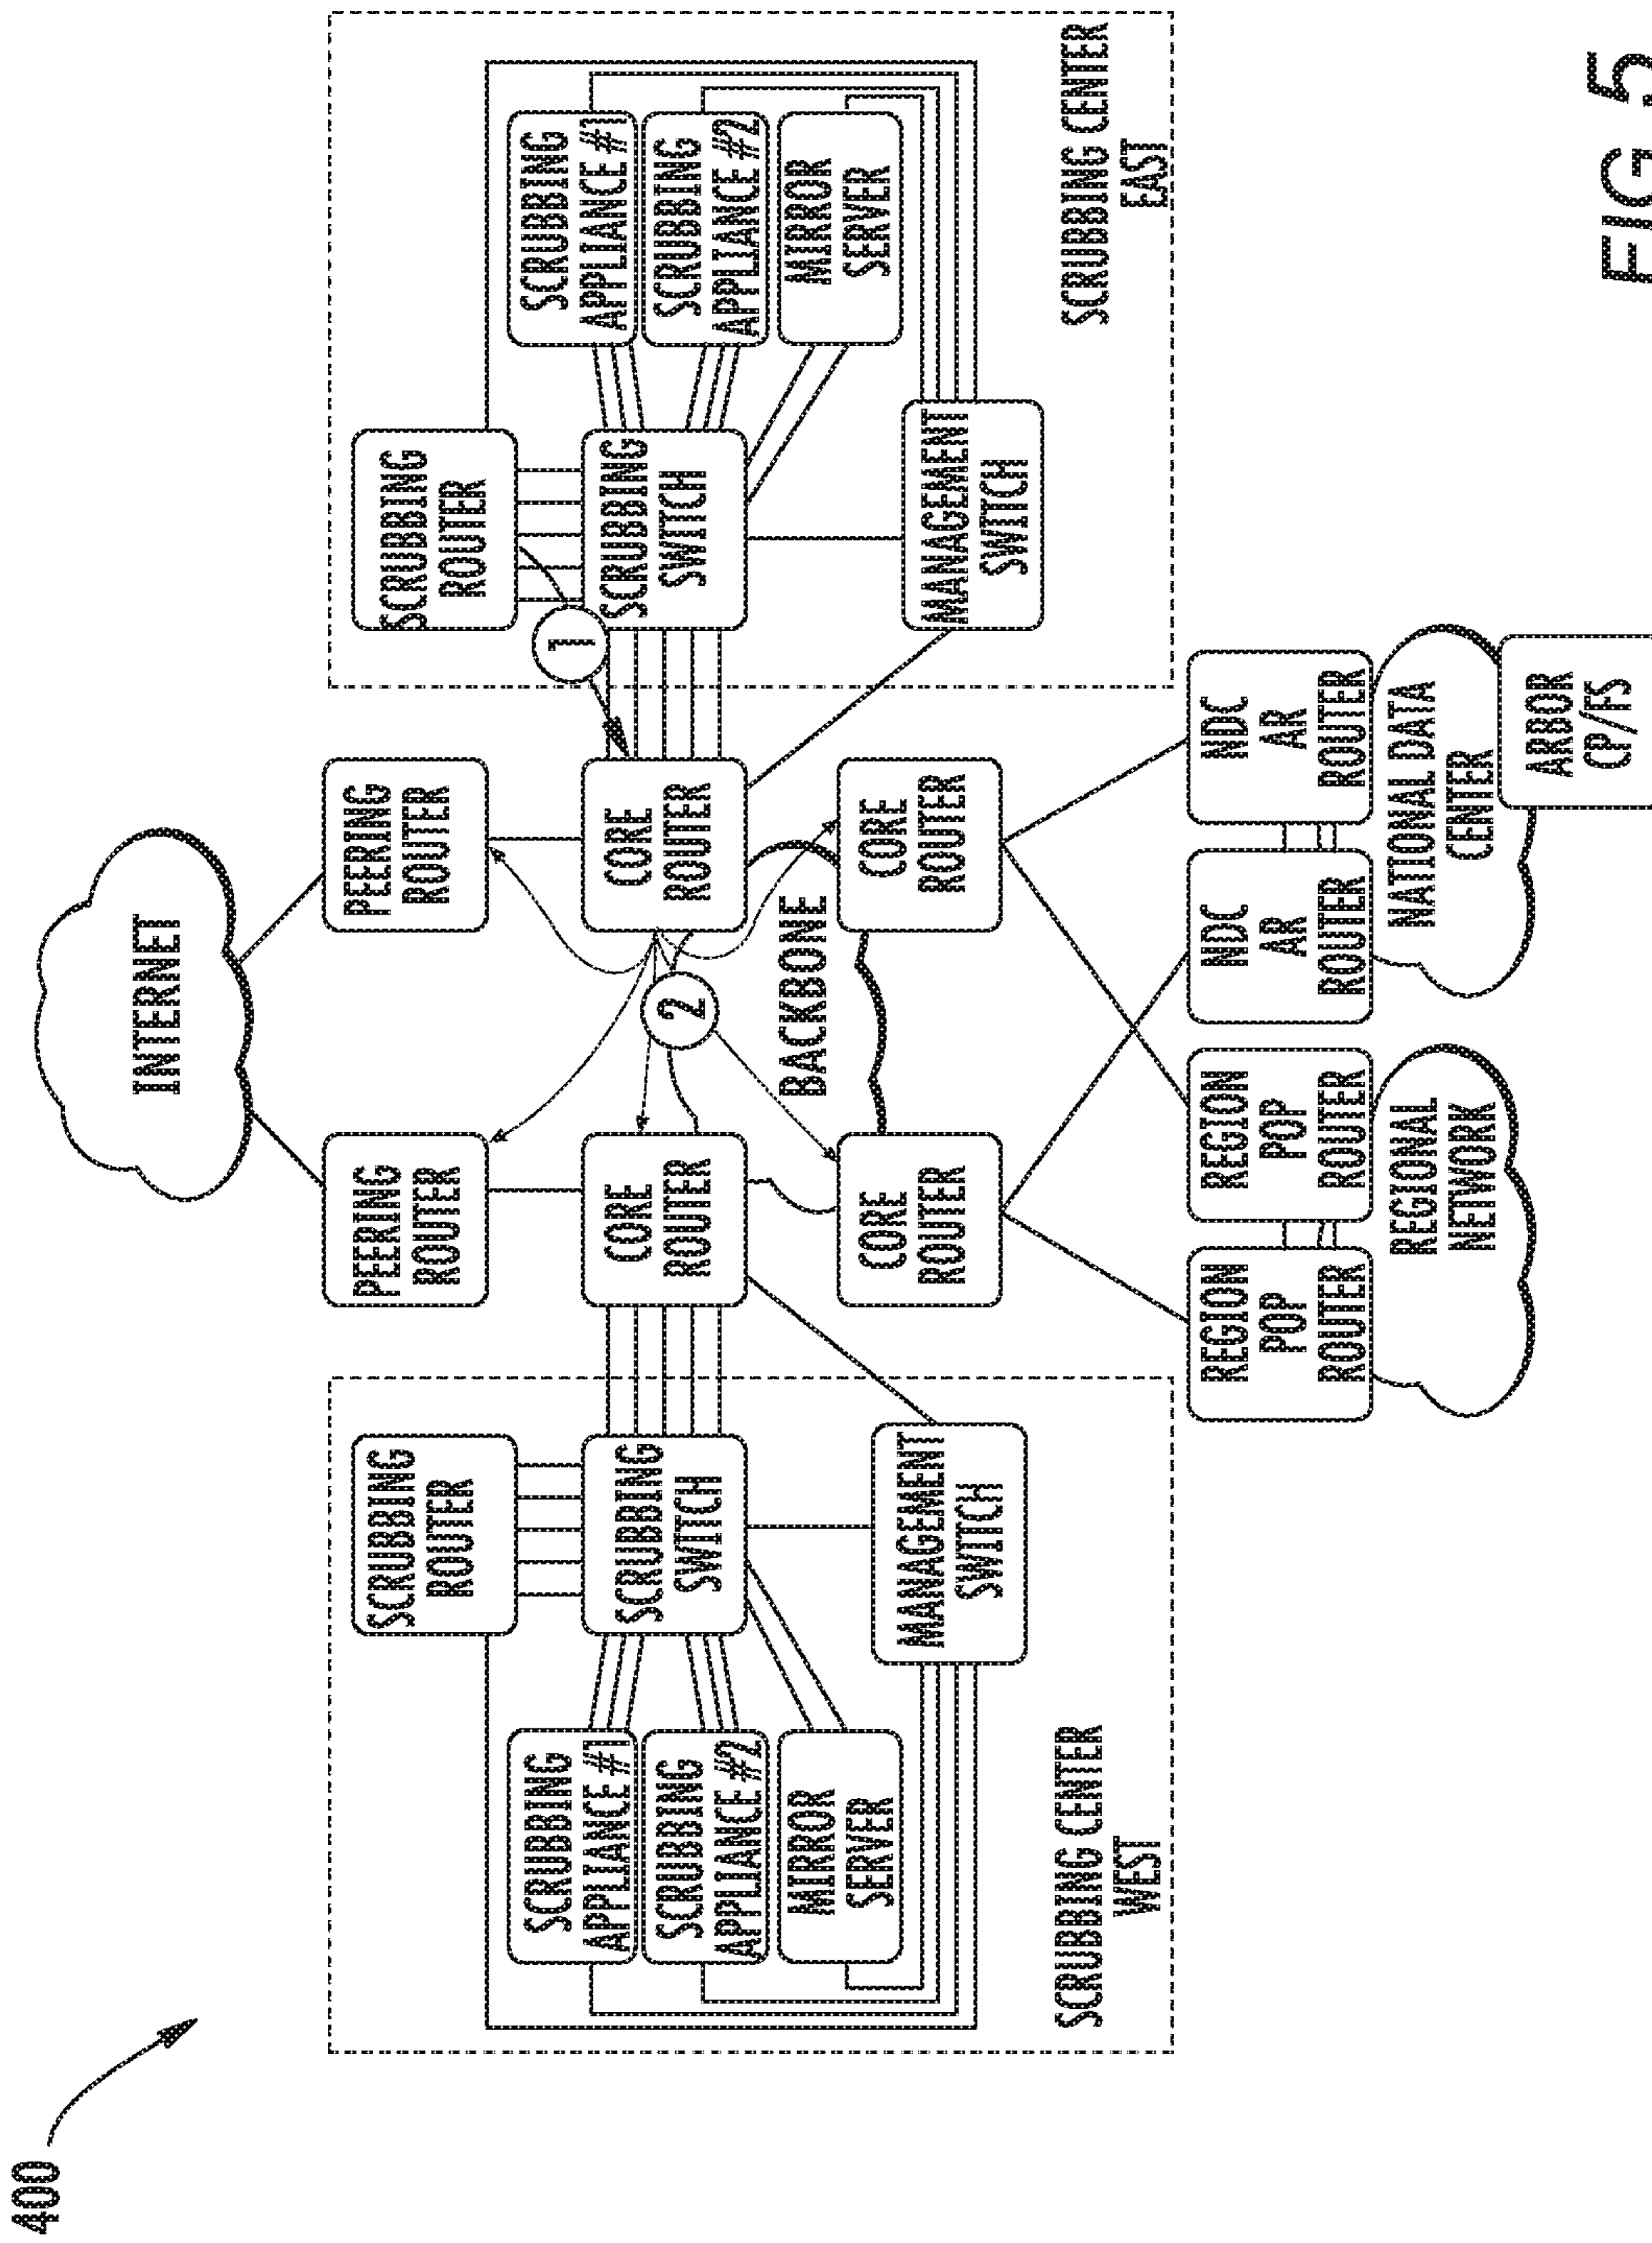 400
INTERNET
PEERING
ROUTER
PEERING
ROUTER
SCRUBBING
ROUTER
SCRUBBING
ROUTER
SCRUBBING
APPLIANCE #1
SCRUBBING
SWITCH
CORE
ROUTER
2
CORE
ROUTER
1
SCRUBBING
SWITCH
SCRUBBING
APPLIANCE #1
SCRUBBING
APPLIANCE #2
SCRUBBING
APPLIANCE #2
MIRROR
SERVER
BACKBONE
MIRROR
SERVER
MANAGEMENT
SWITCH
CORE
ROUTER
CORE
ROUTER
MANAGEMENT
SWITCH
SCRUBBING CENTER
WEST
SCRUBBING CENTER
EAST
REGION
POP
ROUTER
REGION
POP
ROUTER
NDC
AR
ROUTER
NDC
AR
ROUTER
REGIONAL
NETWORK
NATIONAL DATA
CENTER
ARBOR
CP/FS
FIG 5